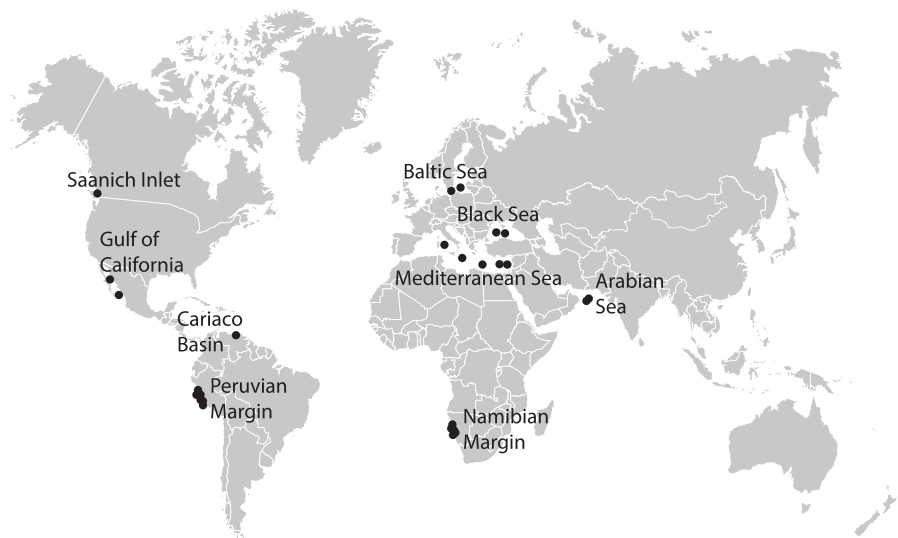 Baltic Sea
Saanich Inlet
Black Sea
Gulf of
California
Mediterranean Sea
Arabian
Sea
Cariaco
Basin
Peruvian
Margin
Namibian
Margin